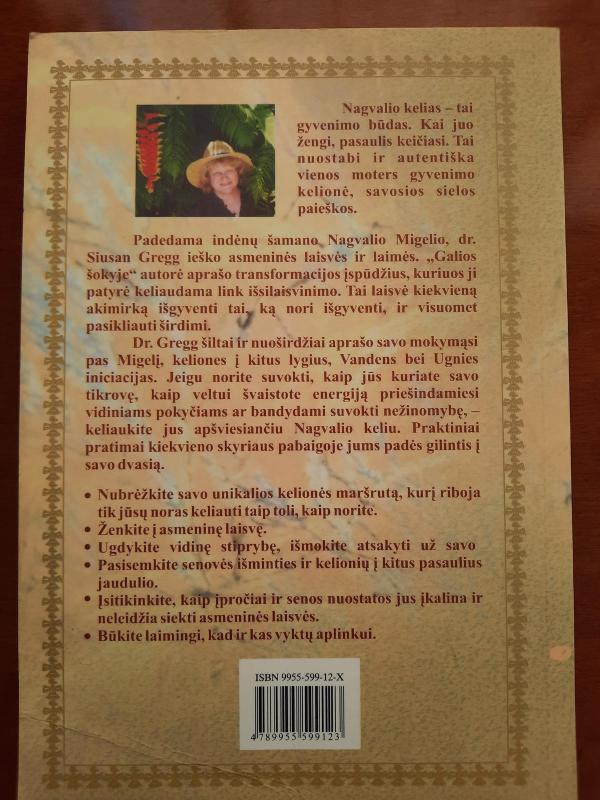 Nagvalio kelias – tai
gyvenimo būdas. Kai juo
žengi, pasaulis keičiasi. Tai
nuostabi ir autentiška
vienos moters gyvenimo
kelionė, savosios sielos
paieškos.
Padedama indėnų šamano Nagvalio Migelio, dr.
Siusan Gregg ieško asmeninės laisvės ir laimės. „Galios
šokyje“ autorė aprašo transformacijos įspūdžius, kuriuos ji
patyrė keliaudama link išsilaisvinimo. Tai laisvė kiekvieną
akimirką išgyventi tai, ką nori išgyventi, ir visuomet
pasikliauti širdimi.
Dr. Gregg šiltai ir nuoširdžiai aprašo savo mokymąsi
pas Migelį, keliones į kitus lygius, Vandens bei Ugnies
iniciacijas. Jeigu norite suvokti, kaip jūs kuriate savo
tikrovę, kaip veltui švaistote energiją priešindamiesi
vidiniams pokyčiams ar bandydami suvokti nežinomybę, –
keliaukite jus apšviesiančiu Nagvalio keliu. Praktiniai
pratimai kiekvieno skyriaus pabaigoje jums padės gilintis į
savo dvasią.
• Nubrėžkite savo unikalios kelionės maršrutą, kurį riboja
tik jūsų noras keliauti taip toli, kaip norite.
• Ženkite į asmeninę laisvę.
• Ugdykite vidinę stiprybę, išmokite atsakyti už savo
• Pasisemkite senovės išminties ir kelionių į kitus pasaulius
jaudulio.
• Įsitikinkite, kaip įpročiai ir senos nuostatos jus įkalina ir
neleidžia siekti asmeninės laisvės.
• Būkite laimingi, kad ir kas vyktų aplinkui.
ISBN 9955-599-12-X
4 789955 599123